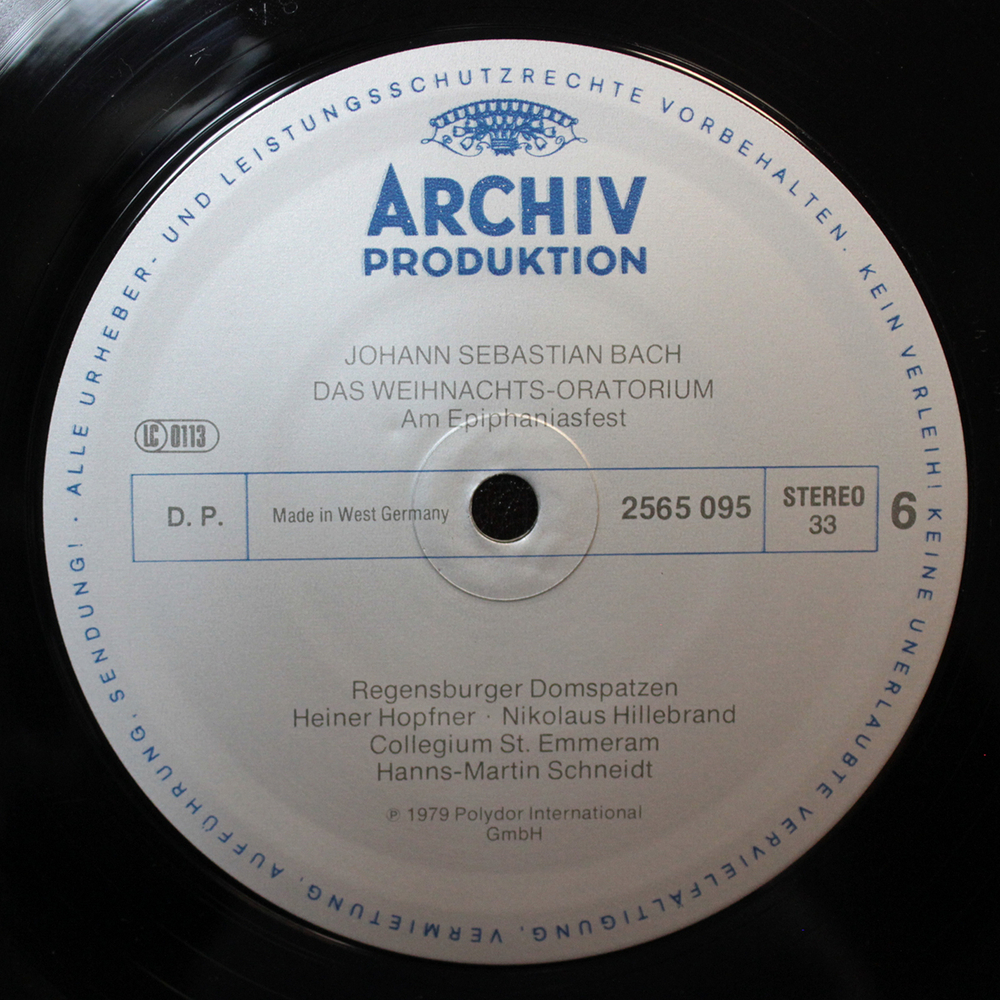 ALLE URHEBER- UND LEISTUNGSSCHUTZRECHTE VORBEHALTEN. KEIN VERLEIH! KEINE UNERLAUBTE VERVIELFÄLTIGUNG, VERMIETUNG, AUFFÜHRUNG, SENDUNG! ·
ARCHIV
PRODUKTION
JOHANN SEBASTIAN BACH
DAS WEIHNACHTS-ORATORIUM
Am Epiphaniasfest
LC 0113
D. P.
Made in West Germany
2565 095
STEREO
33
6
Regensburger Domspatzen
Heiner Hopfner · Nikolaus Hillebrand
Collegium St. Emmeram
Hanns-Martin Schneidt
℗ 1979 Polydor International
GmbH